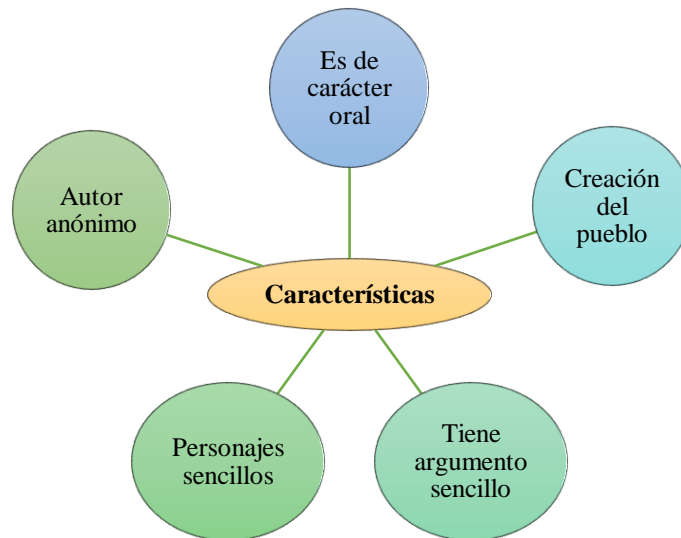 Es de
carácter
oral
Autor
anónimo
Creación
del
pueblo
Características
Personajes
sencillos
Tiene
argumento
sencillo